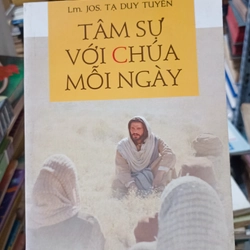 Lm. JOS. TẠ DUY TUYỀN
TÂM SỰ
VỚI CHÚA
MỖI NGÀY